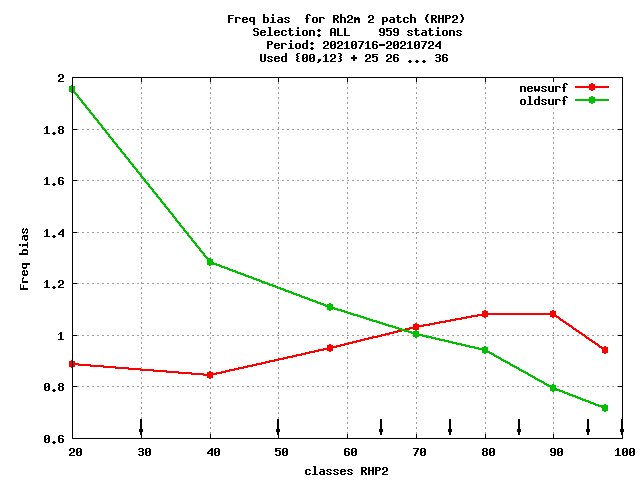 Freq bias  for Rh2m 2 patch (RHP2)
Selection: ALL    959 stations
Period: 20210716-20210724
Used {00,12} + 25 26 ... 36
newsurf
oldsurf
2
1.8
1.6
1.4
1.2
1
0.8
0.6
Freq bias
20 30 40 50 60 70 80 90 100
classes RHP2